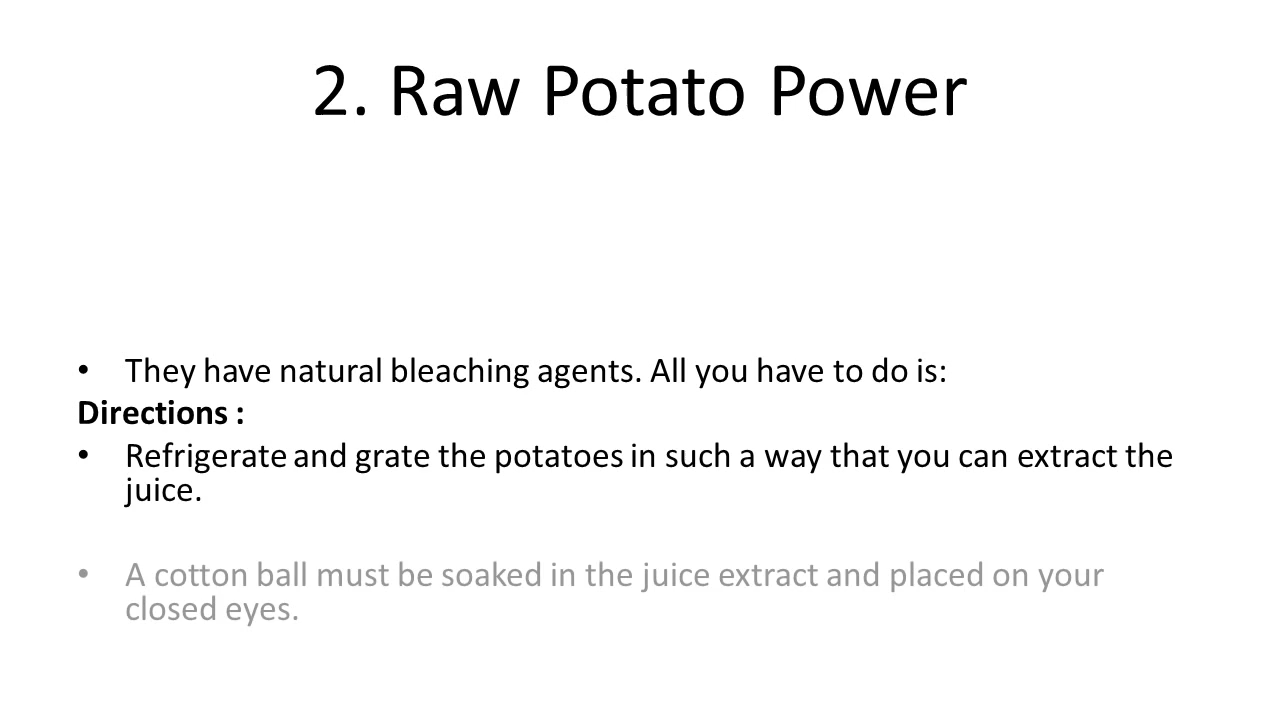 2. Raw Potato Power
• They have natural bleaching agents. All you have to do is:
Directions :
• Refrigerate and grate the potatoes in such a way that you can extract the
juice.
• A cotton ball must be soaked in the juice extract and placed on your
closed eyes.